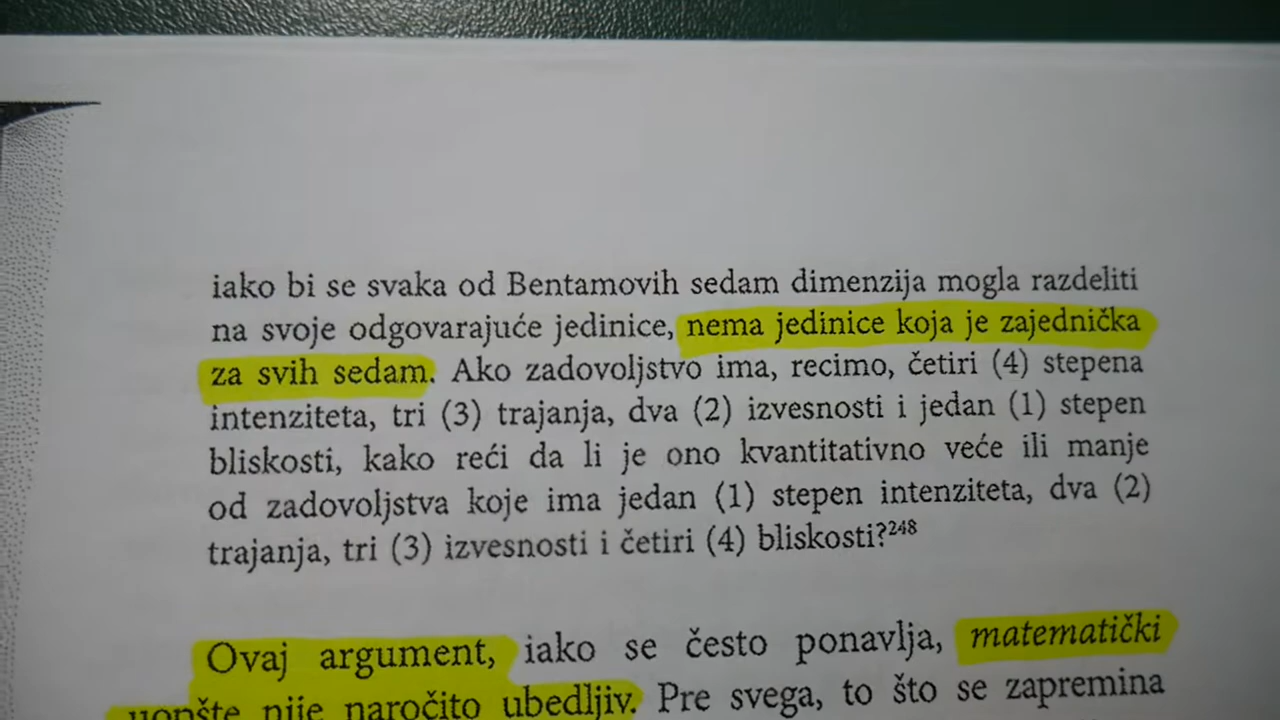 iako bi se svaka od Bentamovih sedam dimenzija mogla razdeliti
na svoje odgovarajuće jedinice, nema jedinice koja je zajednička
za svih sedam. Ako zadovoljstvo ima, recimo, četiri (4) stepena
intenziteta, tri (3) trajanja, dva (2) izvesnosti i jedan (1) stepen
bliskosti, kako reći da li je ono kvantitativno veće ili manje
od zadovoljstva koje ima jedan (1) stepen intenziteta, dva (2)
trajanja, tri (3) izvesnosti i četiri (4) bliskosti?²⁴⁸
Ovaj argument, iako se često ponavlja, matematički
uopšte nije naročito ubedljiv. Pre svega, to što se zapremina